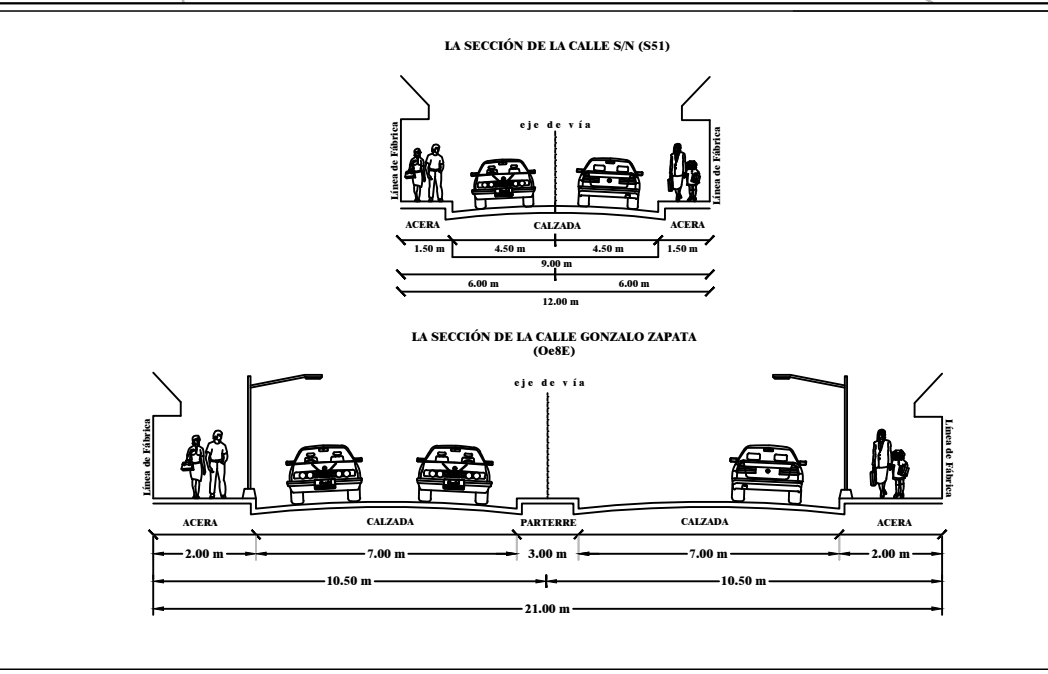 LA SECCIÓN DE LA CALLE S/N (S51)
eje de vía
Línea de Fábrica
Línea de Fábrica
ACERA CALZADA ACERA
1.50 m 4.50 m 4.50 m 1.50 m
9.00 m
6.00 m 6.00 m
12.00 m
LA SECCIÓN DE LA CALLE GONZALO ZAPATA
(Oe8E)
eje de vía
Línea de Fábrica
Línea de Fábrica
ACERA CALZADA PARTERRE CALZADA ACERA
2.00 m 7.00 m 3.00 m 7.00 m 2.00 m
10.50 m 10.50 m
21.00 m